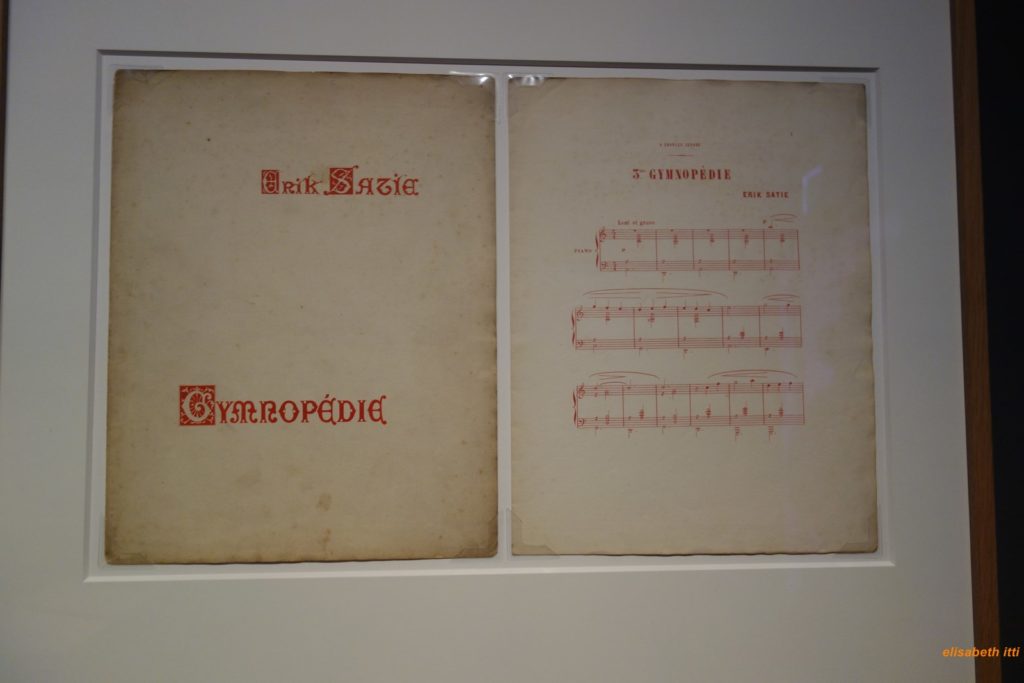 Erik Satie
Gymnopédie
3me GYMNOPÉDIE
ERIK SATIE
Lent et grave
PIANO
elisabeth itti